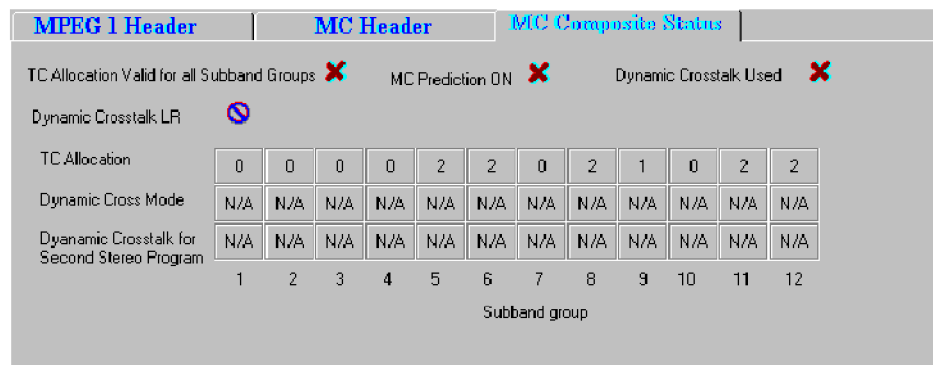 MPEG 1 Header MC Header MC Composite Status
TC Allocation Valid for all Subband Groups MC Prediction ON Dynamic Crosstalk Used
Dynamic Crosstalk LR
TC Allocation 0 0 0 0 2 2 0 2 1 0 2 2
Dynamic Cross Mode N/A N/A N/A N/A N/A N/A N/A N/A N/A N/A N/A N/A
Dyanamic Crosstalk for
Second Stereo Program N/A N/A N/A N/A N/A N/A N/A N/A N/A N/A N/A N/A
1 2 3 4 5 6 7 8 9 10 11 12
Subband group